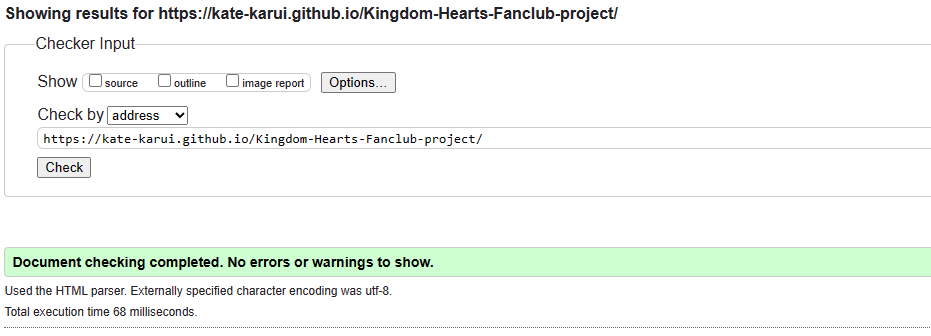 Showing results for https://kate-karui.github.io/Kingdom-Hearts-Fanclub-project/
Checker Input
Show source outline image report Options...
Check by address
https://kate-karui.github.io/Kingdom-Hearts-Fanclub-project/
Check
Document checking completed. No errors or warnings to show.
Used the HTML parser. Externally specified character encoding was utf-8.
Total execution time 68 milliseconds.